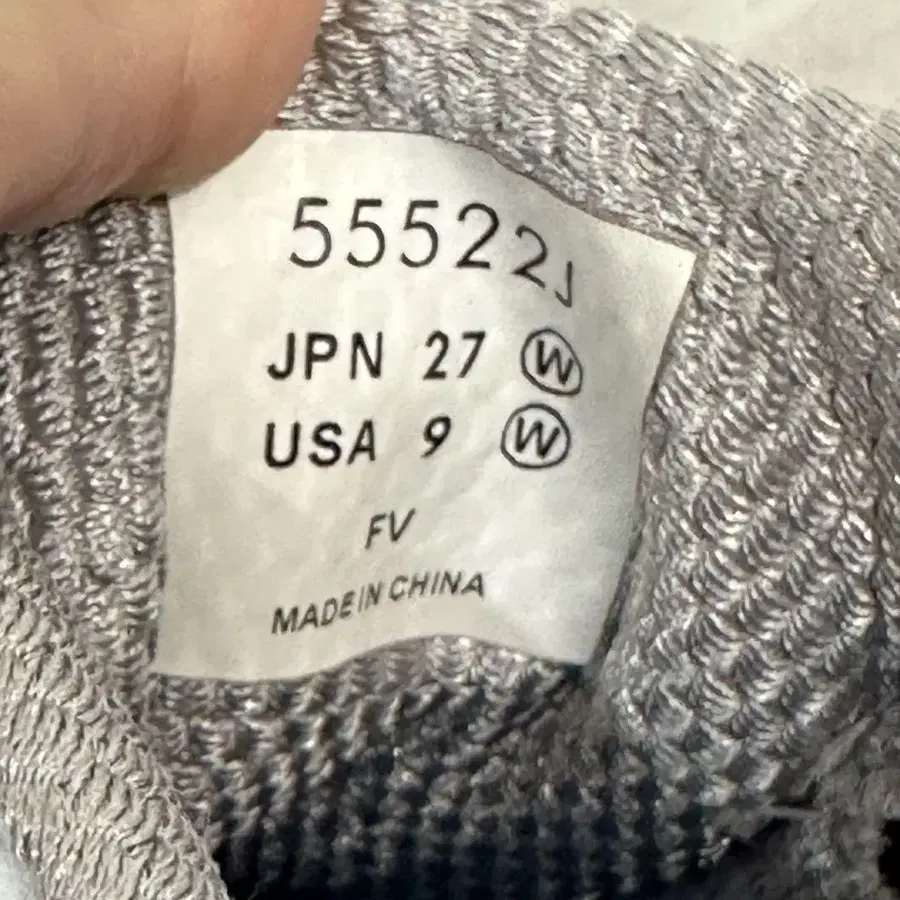 55522J
JPN 27 Ⓦ
USA 9 Ⓦ
FV
MADE IN CHINA